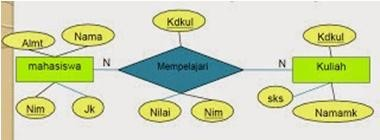 Kdkul
Nama
Almt
Kdkul
N
N
mahasiswa
Mempelajari
Kuliah
sks
Nim
Jk
Nilai
Nim
Namamk